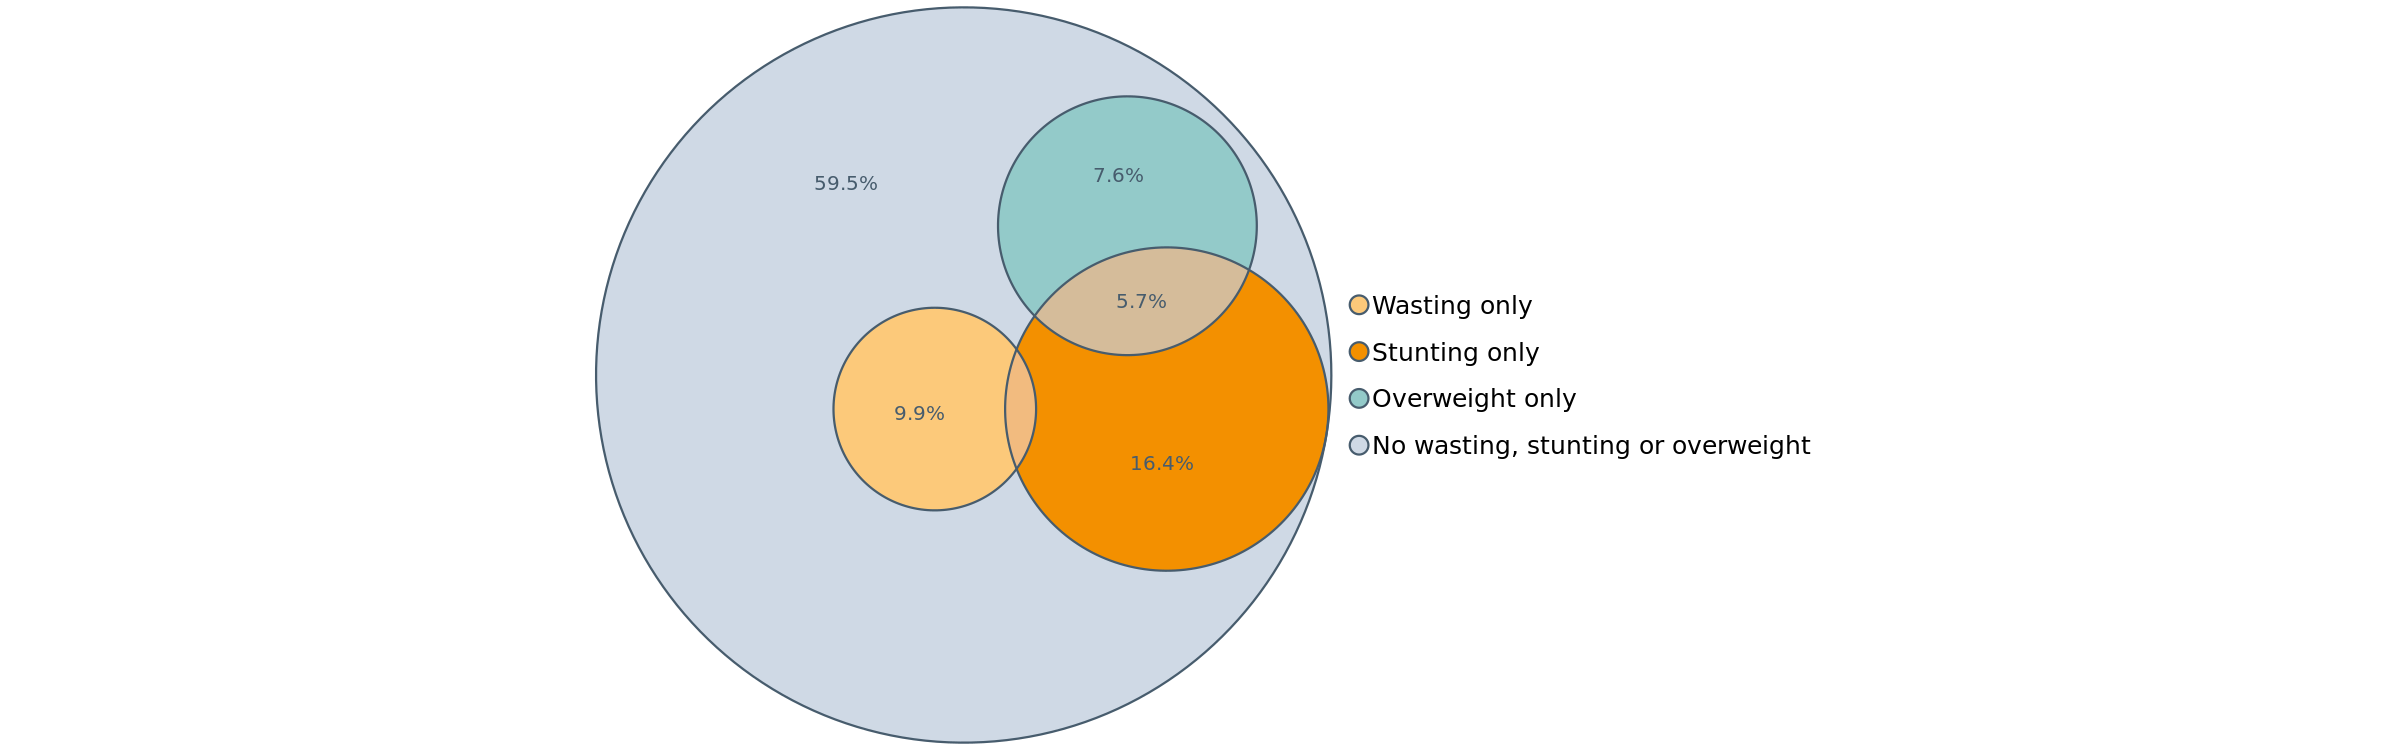 59.5%
7.6%
5.7%
9.9%
16.4%
Wasting only
Stunting only
Overweight only
No wasting, stunting or overweight